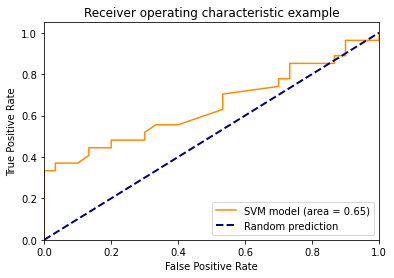 Receiver operating characteristic example
1.0
0.8
0.6
0.4
0.2
0.0
True Positive Rate
SVM model (area = 0.65)
Random prediction
0.0 0.2 0.4 0.6 0.8 1.0
False Positive Rate